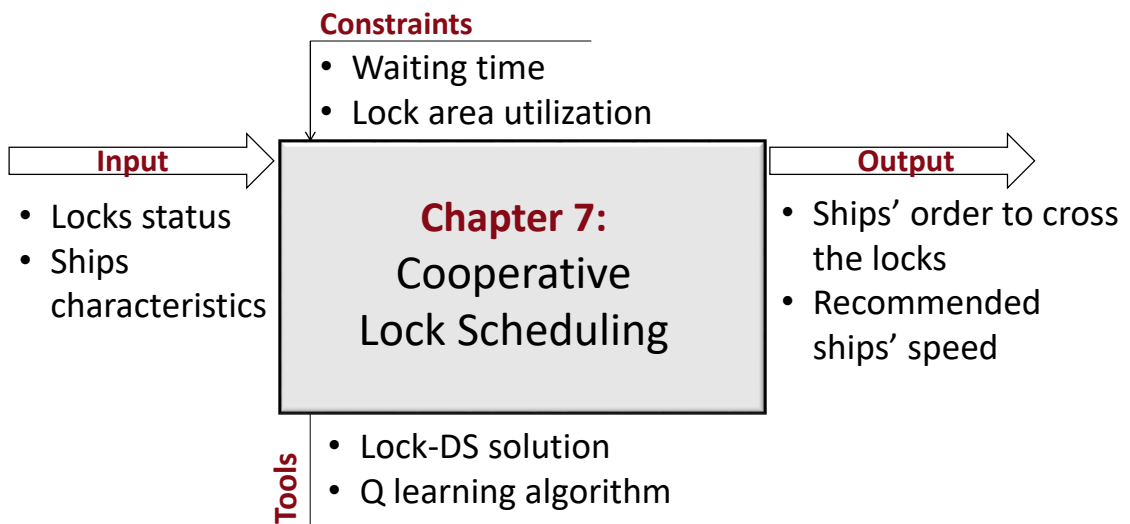 Constraints
• Waiting time
• Lock area utilization
Input
• Locks status
• Ships
characteristics
Chapter 7:
Cooperative
Lock Scheduling
Output
• Ships’ order to cross
the locks
• Recommended
ships’ speed
Tools
• Lock-DS solution
• Q learning algorithm